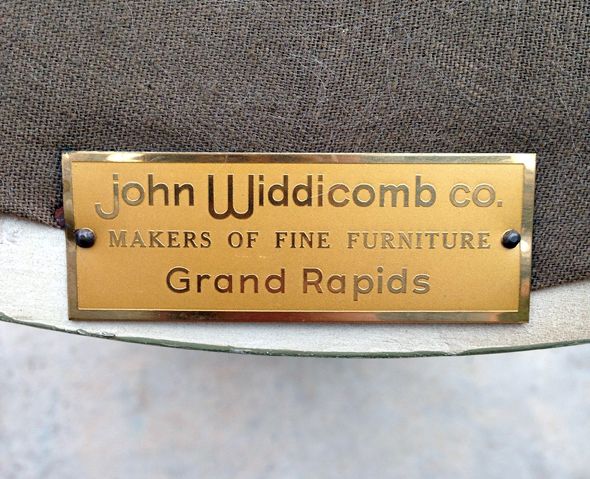 john Widdicomb co.
MAKERS OF FINE FURNITURE
Grand Rapids